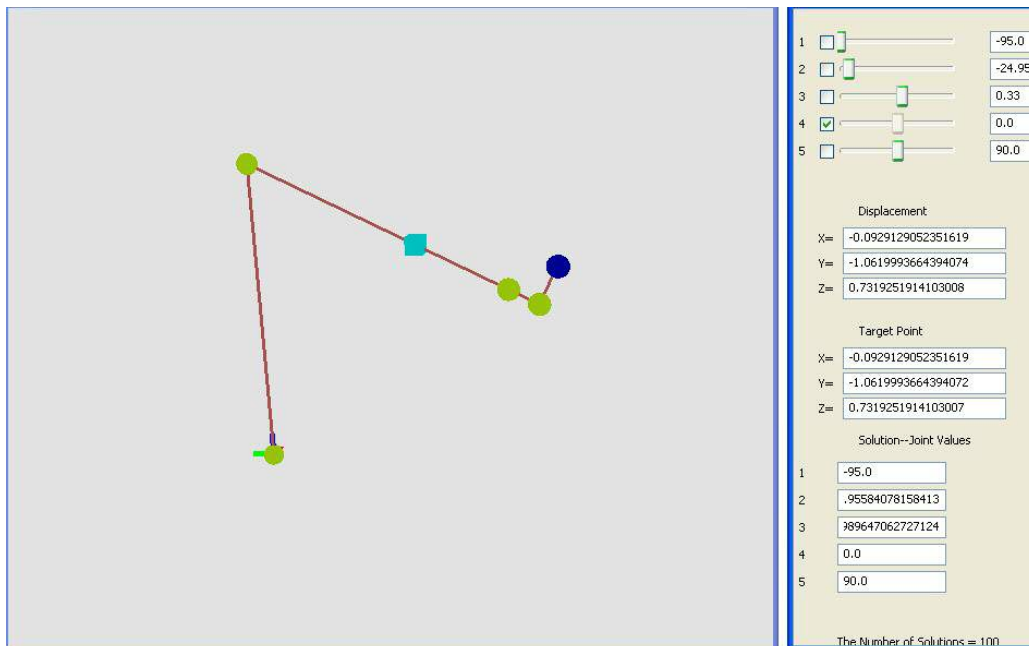 1 -95.0
2 -24.95
3 0.33
4 0.0
5 90.0
Displacement
X= -0.0929129052351619
Y= -1.0619993664394074
Z= 0.7319251914103008
Target Point
X= -0.0929129052351619
Y= -1.0619993664394072
Z= 0.7319251914103007
Solution--Joint Values
1 -95.0
2 .95584078158413
3 989647062727124
4 0.0
5 90.0
The Number of Solutions = 100